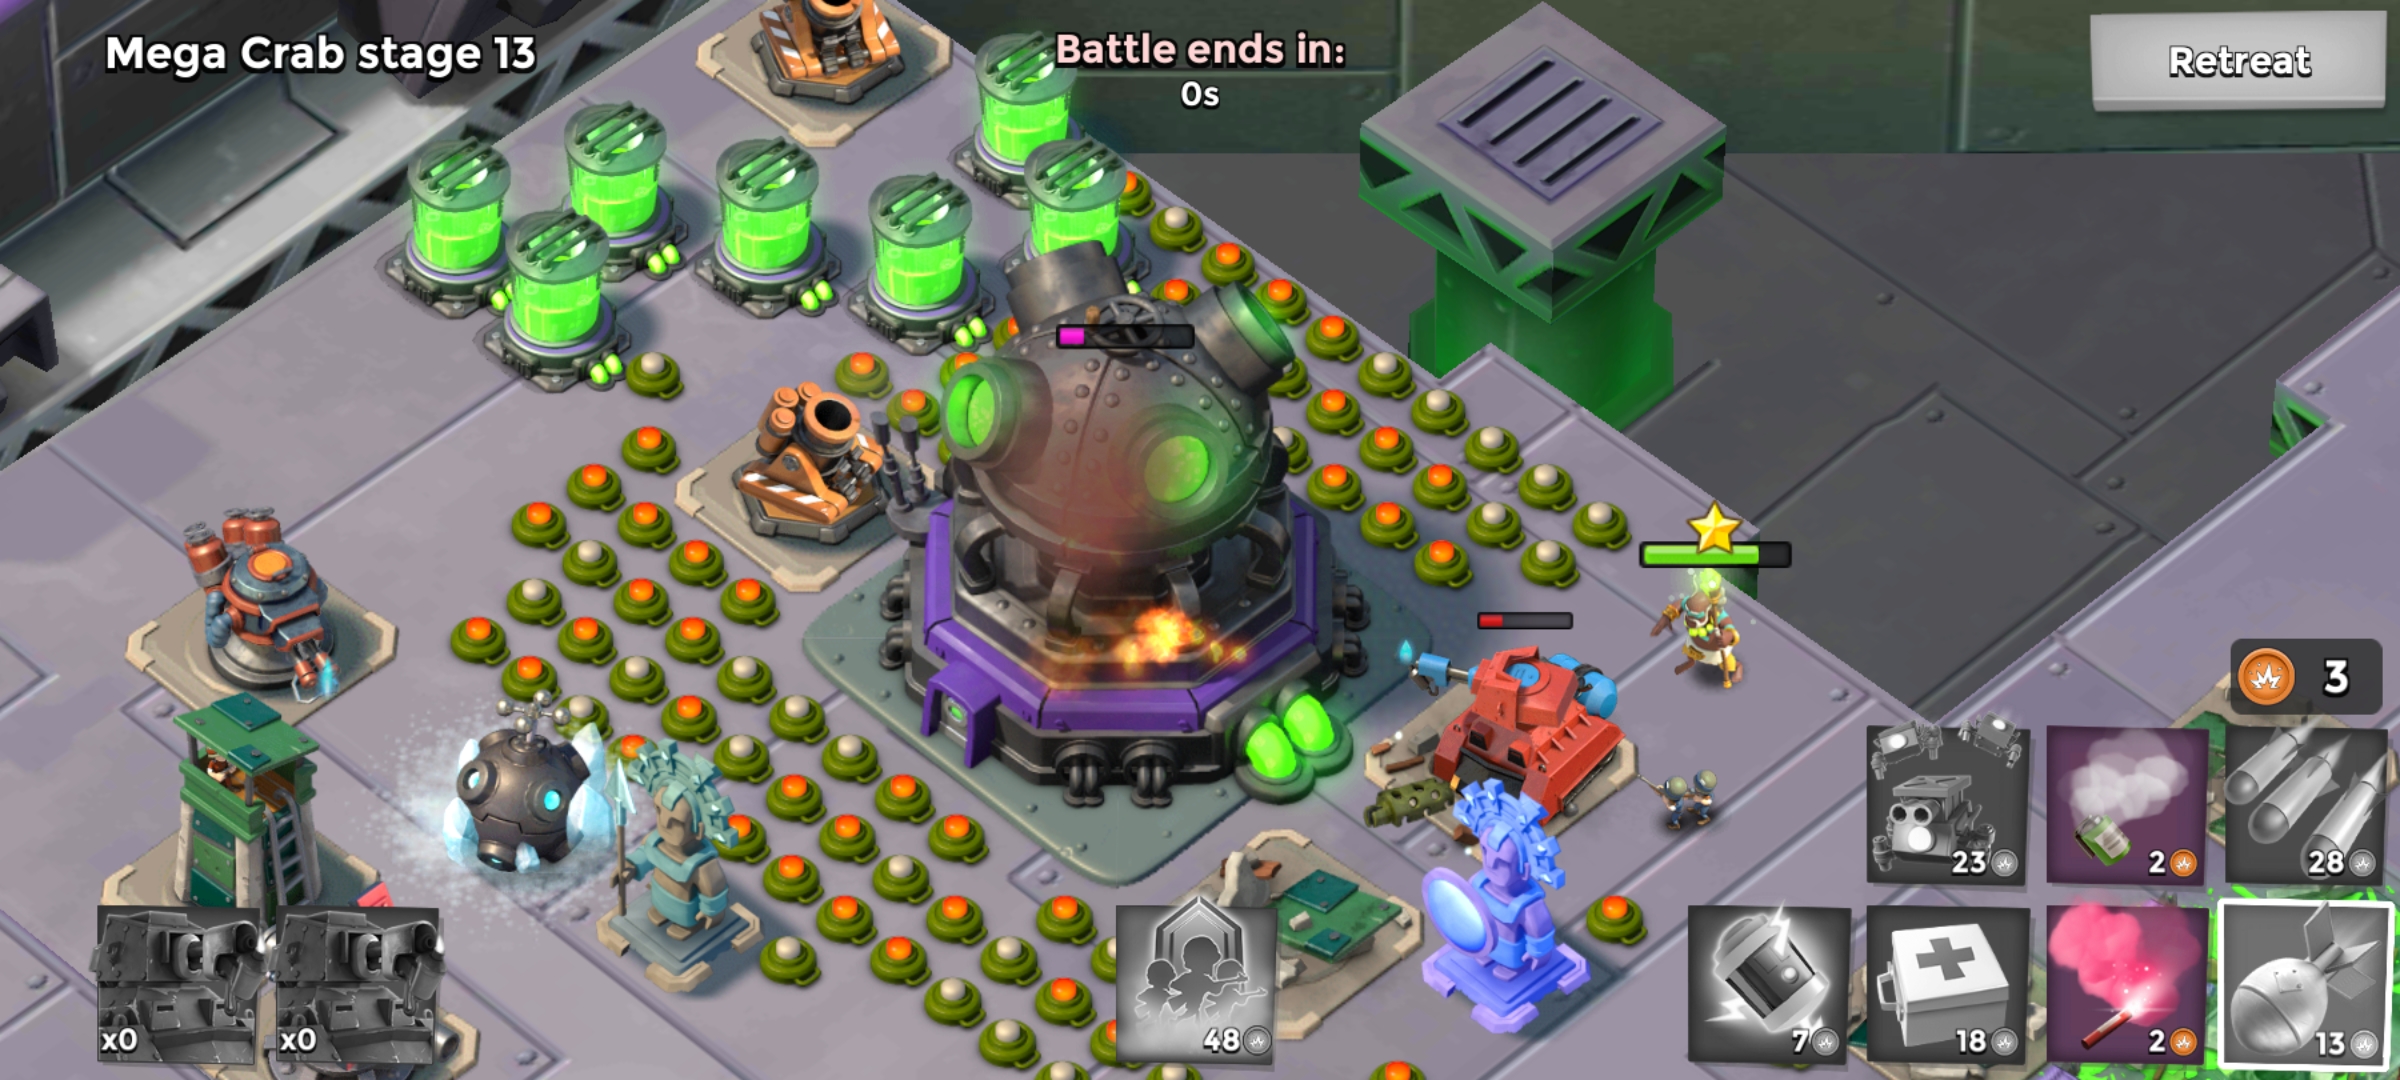 Mega Crab stage 13
Battle ends in:
0s
Retreat
3
23
2
28
x0
x0
48
7
18
2
13